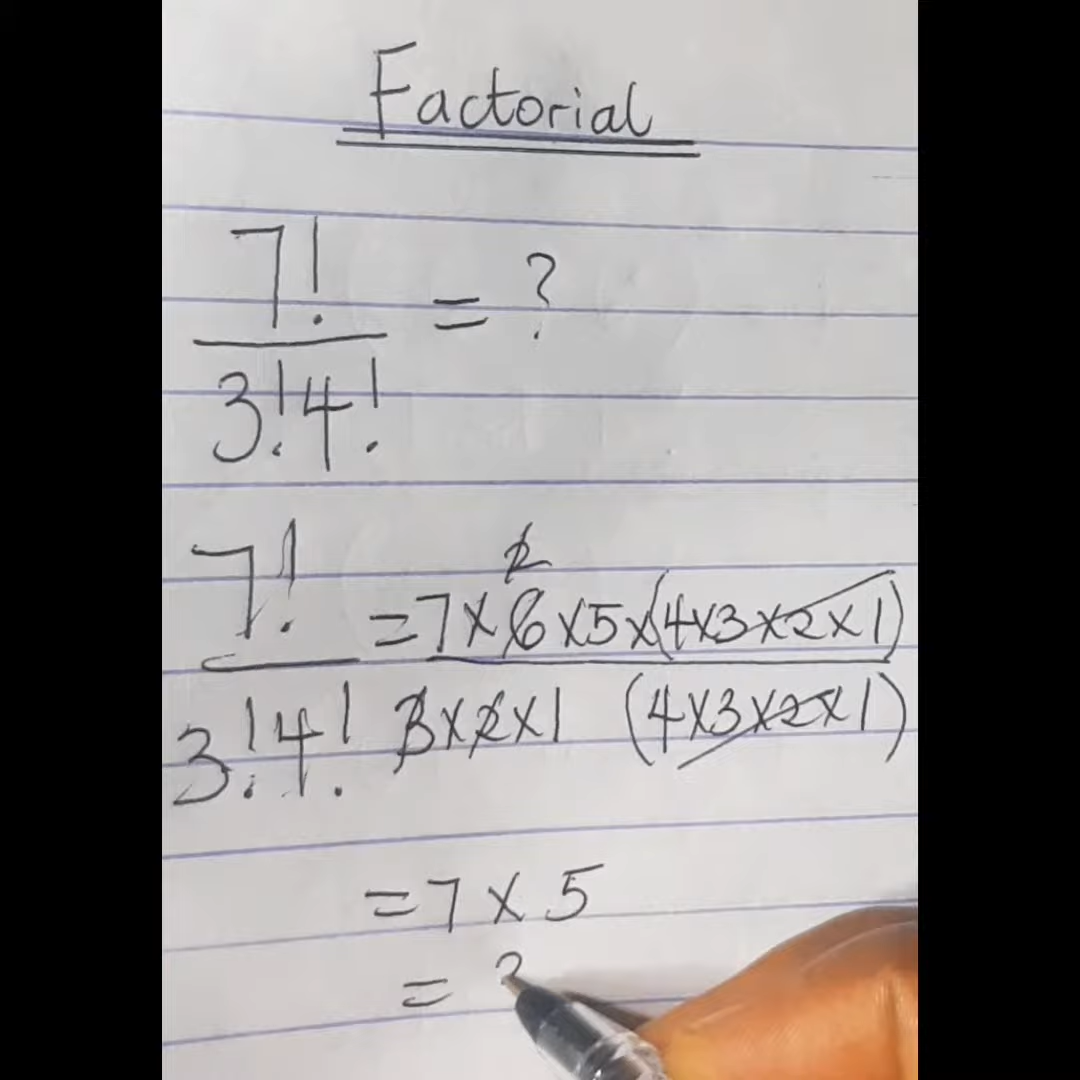 Factorial
7!
= ?
3!4!
2
7! = 7 x 6 x 5 x (4 x 3 x 2 x 1)
3!4! 3 x 2 x 1 (4 x 3 x 2 x 1)
= 7 x 5
=